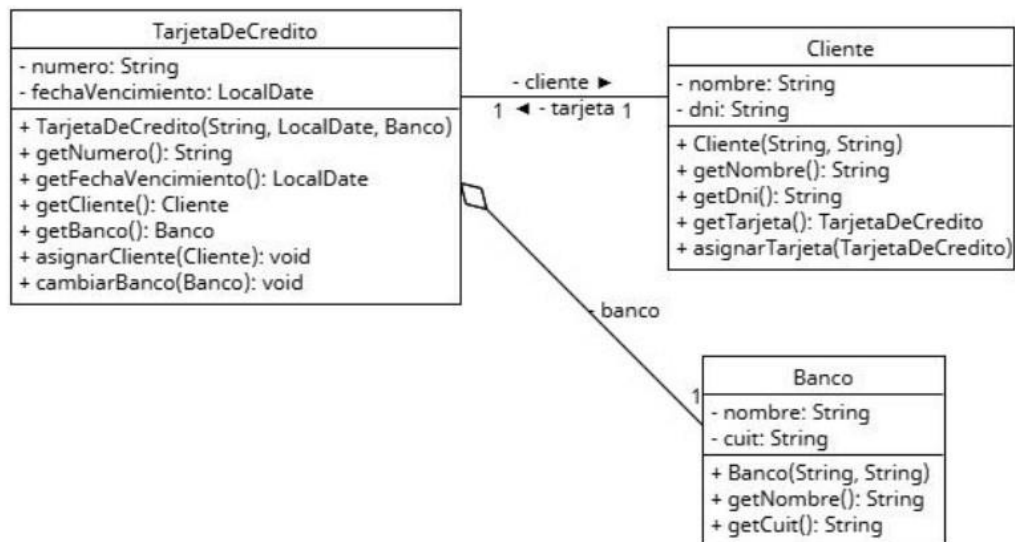 TarjetaDeCredito
- numero: String
- fechaVencimiento: LocalDate
+ TarjetaDeCredito(String, LocalDate, Banco)
+ getNumero(): String
+ getFechaVencimiento(): LocalDate
+ getCliente(): Cliente
+ getBanco(): Banco
+ asignarCliente(Cliente): void
+ cambiarBanco(Banco): void
- cliente ►
1 ◄ - tarjeta 1
Cliente
- nombre: String
- dni: String
+ Cliente(String, String)
+ getNombre(): String
+ getDni(): String
+ getTarjeta(): TarjetaDeCredito
+ asignarTarjeta(TarjetaDeCredito)
- banco
1
Banco
- nombre: String
- cuit: String
+ Banco(String, String)
+ getNombre(): String
+ getCuit(): String